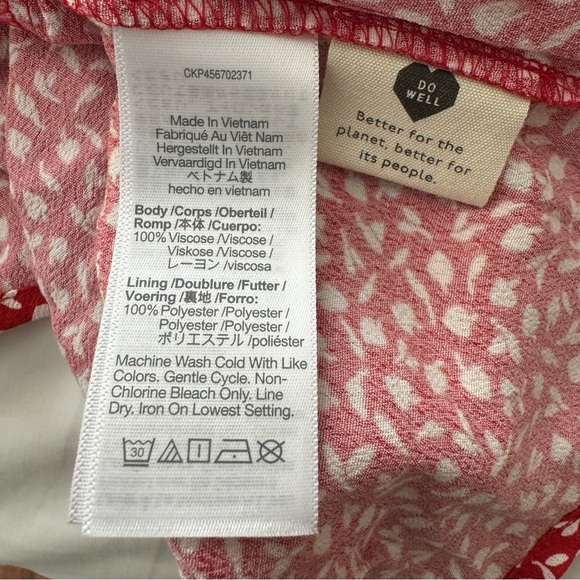 CKP456702371
Made In Vietnam
Fabriqué Au Viêt Nam
Hergestellt In Vietnam
Vervaardigd In Vietnam
ベトナム製
hecho en vietnam
Body /Corps /Oberteil /
Romp /本体 /Cuerpo:
100% Viscose /Viscose /
Viskose /Viscose /
レーヨン /viscosa
Lining /Doublure /Futter /
Voering /裏地 /Forro:
100% Polyester /Polyester /
Polyester /Polyester /
ポリエステル /poliéster
Machine Wash Cold With Like
Colors. Gentle Cycle. Non-
Chlorine Bleach Only. Line
Dry. Iron On Lowest Setting.
30
DO
WELL
Better for the
planet, better for
its people.